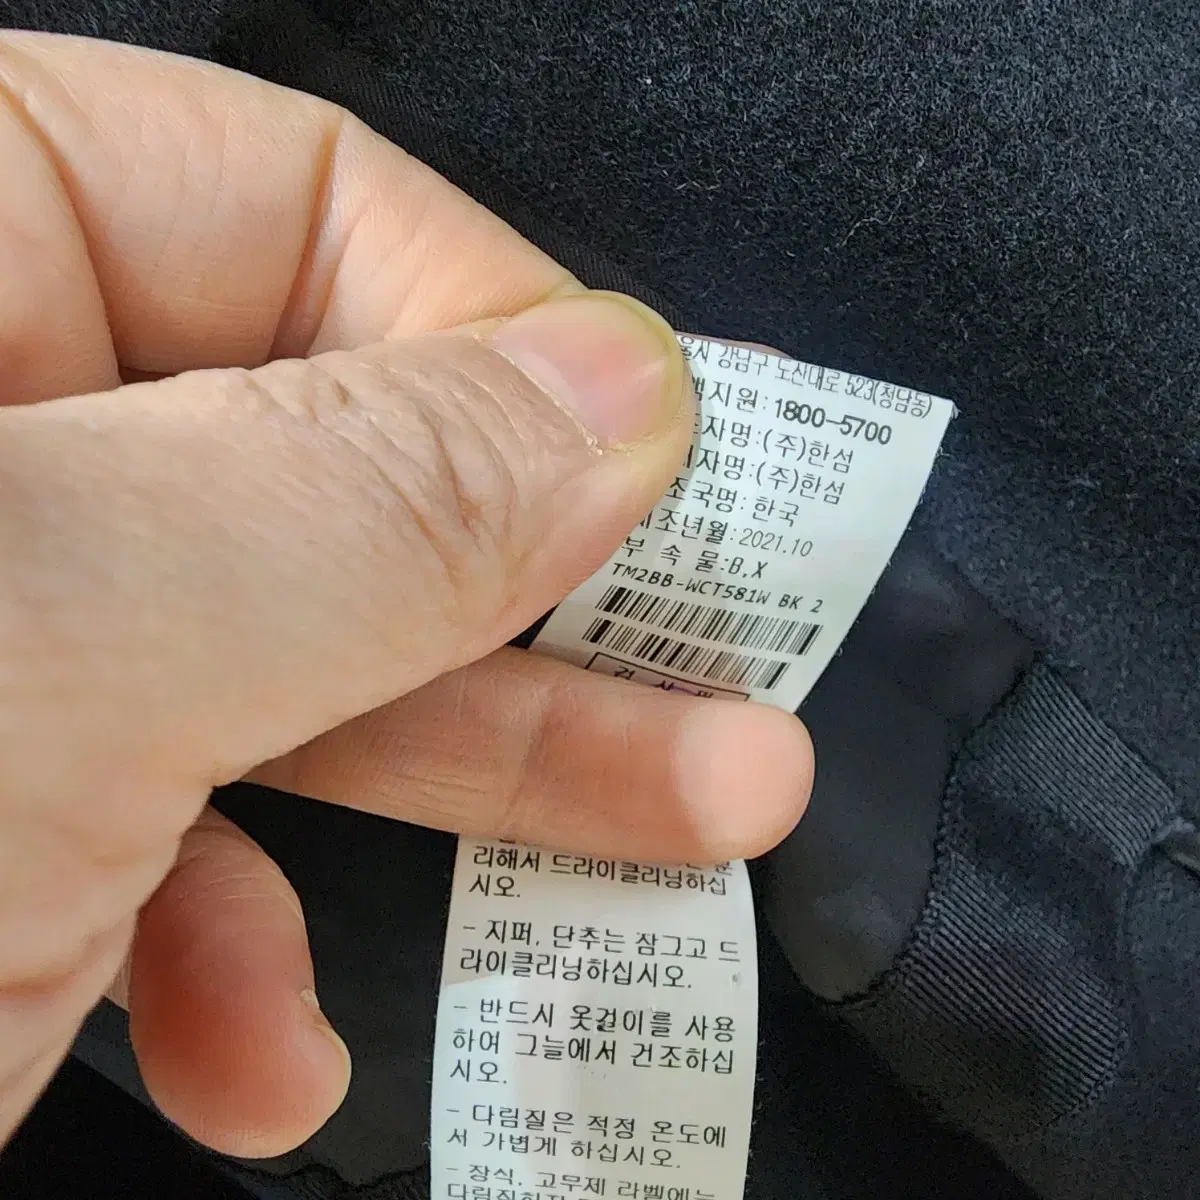 강남구 도산대로 523(청담동)
지원:1800-5700
자명:(주)한섬
자명:(주)한섬
조국명:한국
조년월:2021.10
부 속 물:B,X
TM2BB-WCT581W BK 2
리해서 드라이클리닝하십
시오.
- 지퍼, 단추는 잠그고 드
라이클리닝하십시오.
- 반드시 옷걸이를 사용
하여 그늘에서 건조하십
시오.
- 다림질은 적정 온도에
서 가볍게 하십시오.
- 장식, 고무제 라벨에는